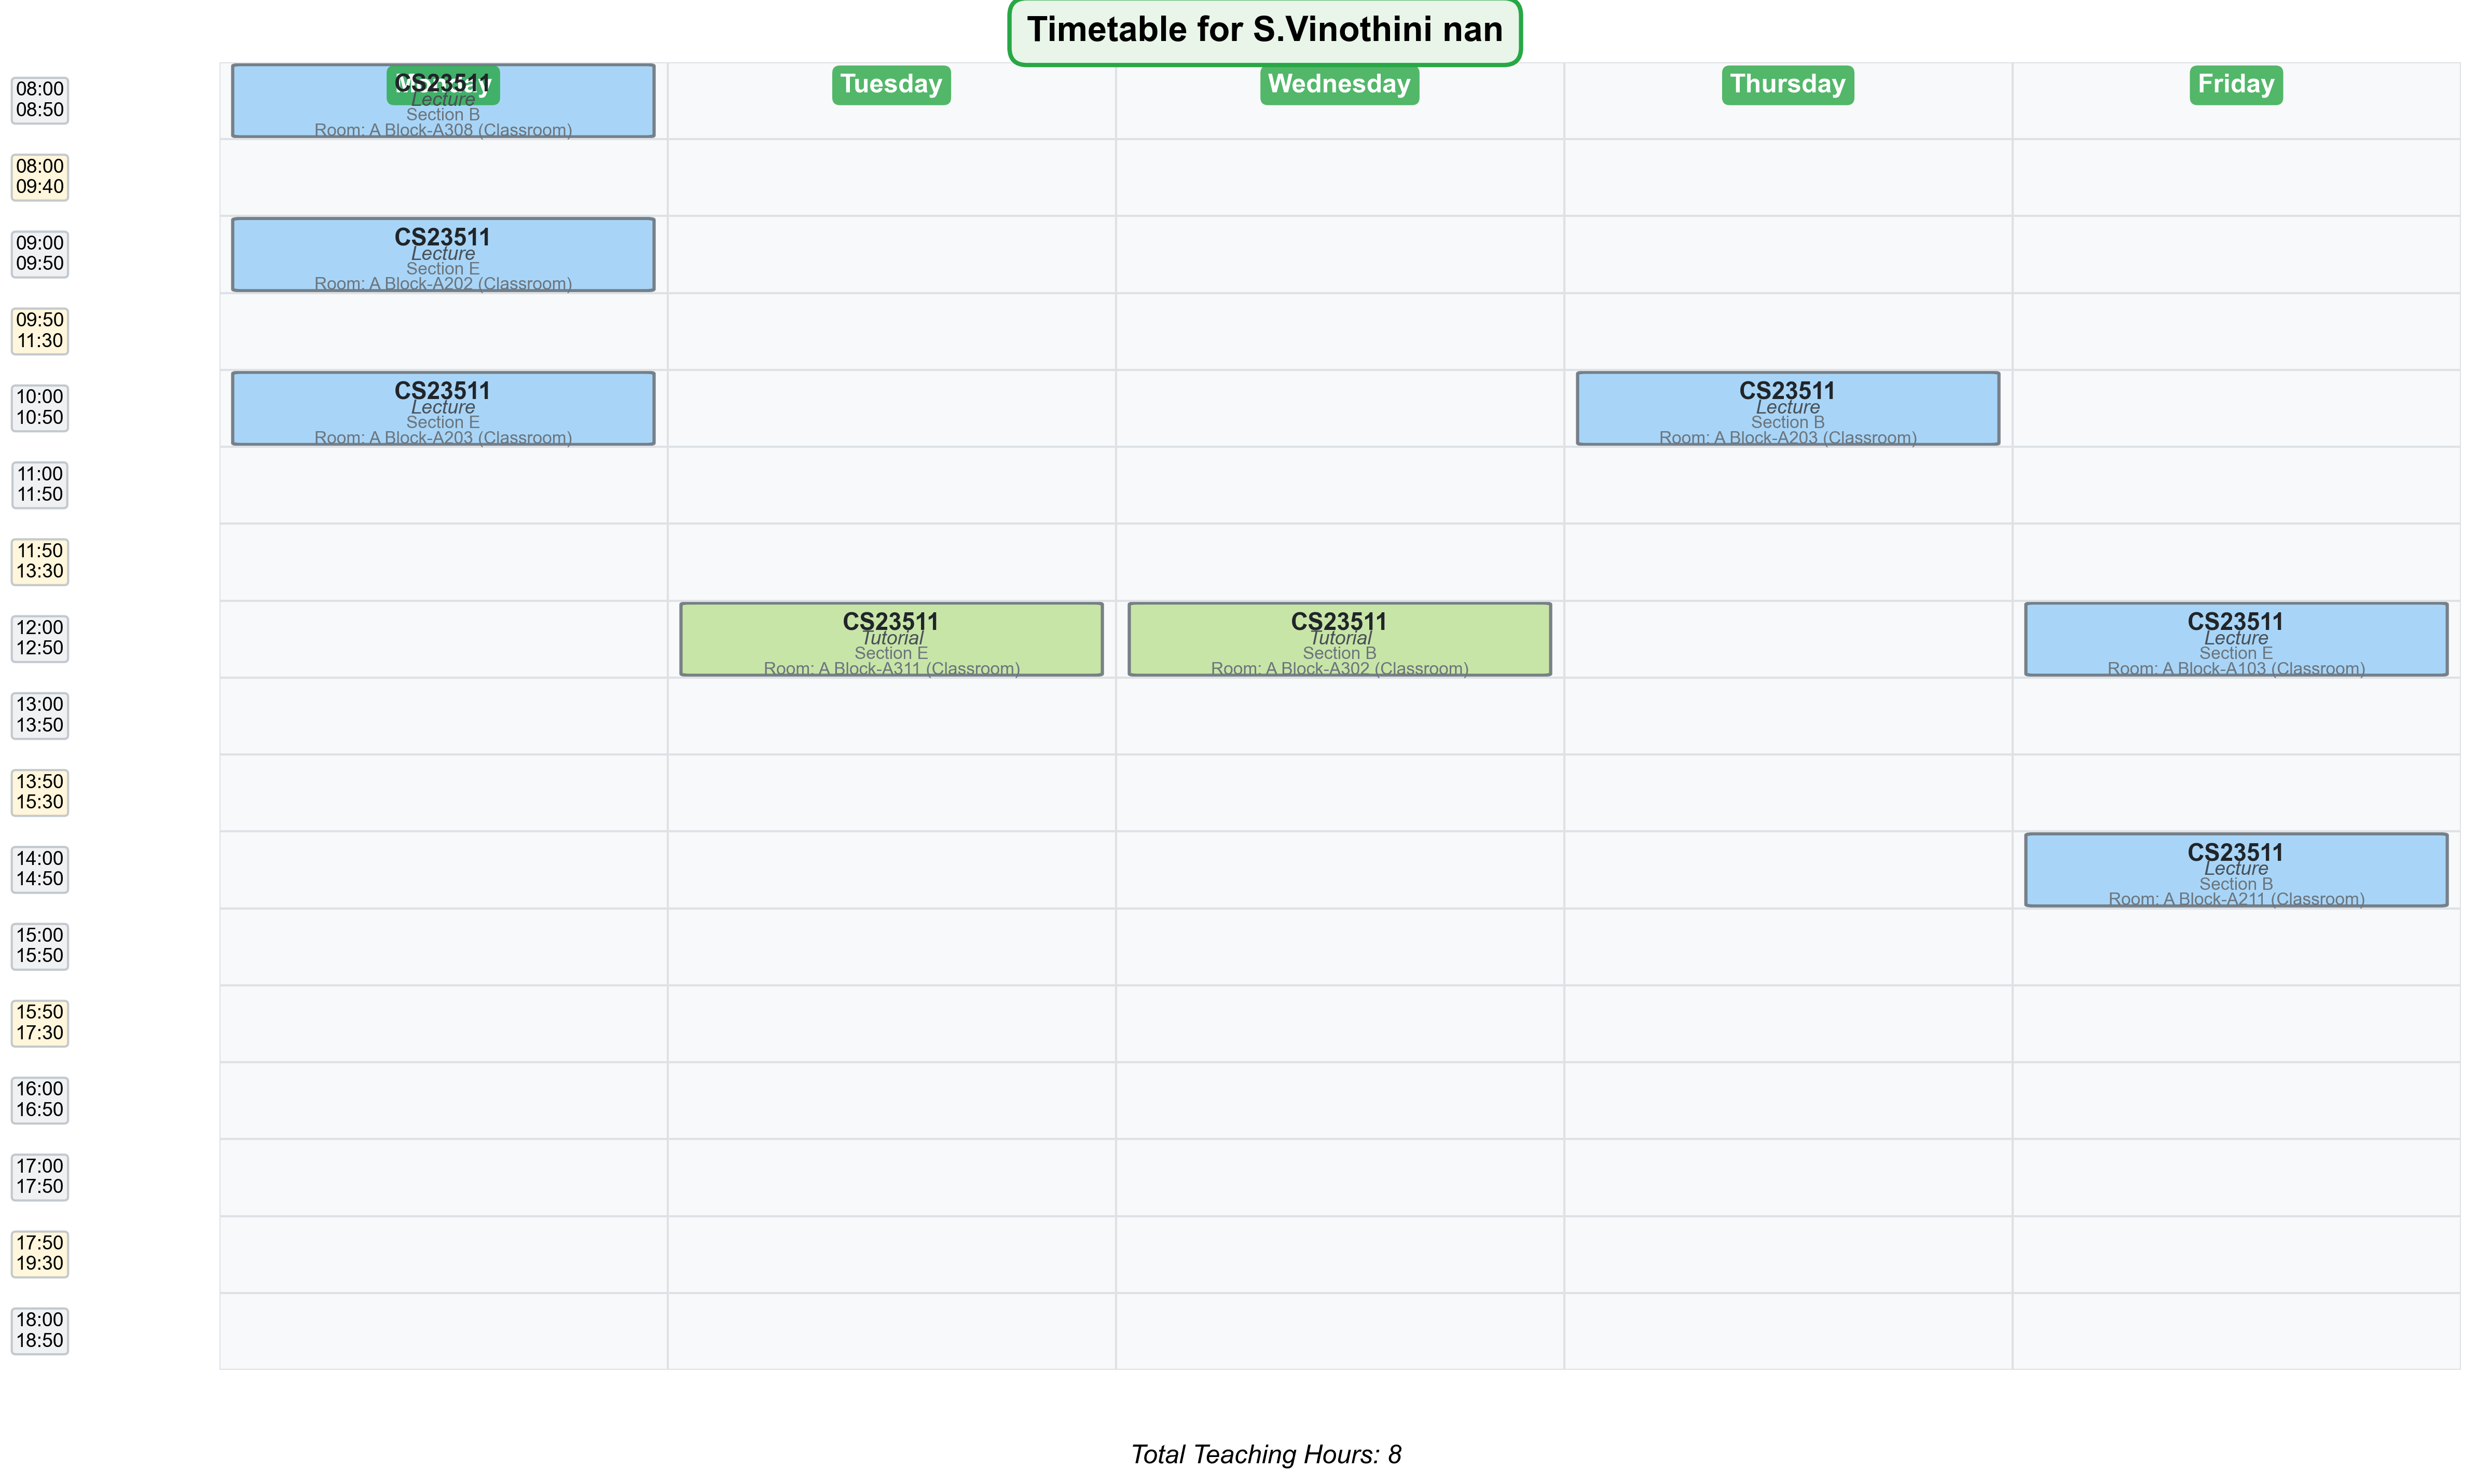 Timetable for S.Vinothini nan
Monday
Tuesday
Wednesday
Thursday
Friday
08:00
08:50
CS23511
Lecture
Section B
Room: A Block-A308 (Classroom)
08:00
09:40
09:00
09:50
CS23511
Lecture
Section E
Room: A Block-A202 (Classroom)
09:50
11:30
10:00
10:50
CS23511
Lecture
Section E
Room: A Block-A203 (Classroom)
CS23511
Lecture
Section B
Room: A Block-A203 (Classroom)
11:00
11:50
11:50
13:30
12:00
12:50
CS23511
Tutorial
Section E
Room: A Block-A311 (Classroom)
CS23511
Tutorial
Section B
Room: A Block-A302 (Classroom)
CS23511
Lecture
Section E
Room: A Block-A103 (Classroom)
13:00
13:50
13:50
15:30
14:00
14:50
CS23511
Lecture
Section B
Room: A Block-A211 (Classroom)
15:00
15:50
15:50
17:30
16:00
16:50
17:00
17:50
17:50
19:30
18:00
18:50
Total Teaching Hours: 8